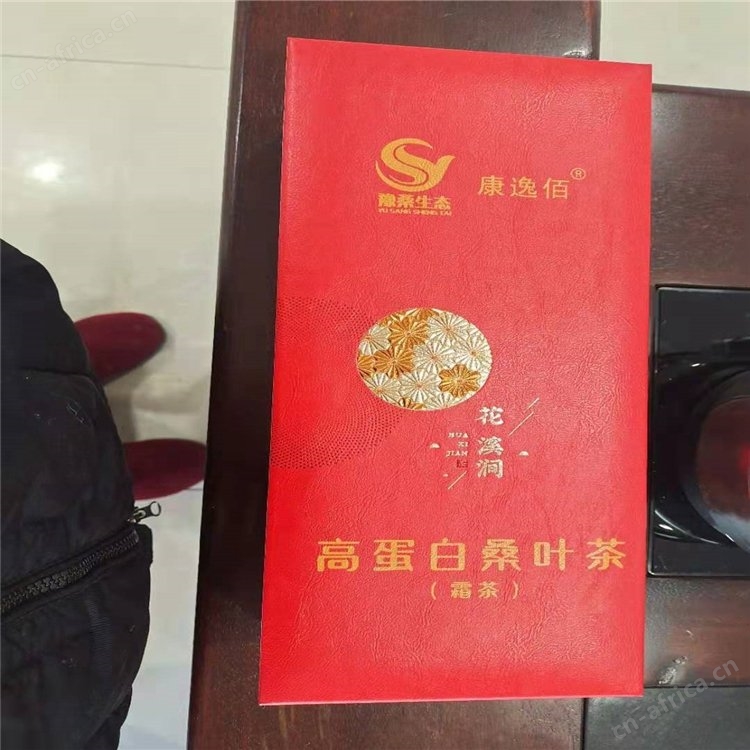 豫桑生态
YU SANG SHENG TAI
康逸佰®
花溪涧
HUA
XI
JIAN
高蛋白桑叶茶
（霜茶）
cn-africa.cn
cn-africa.cn